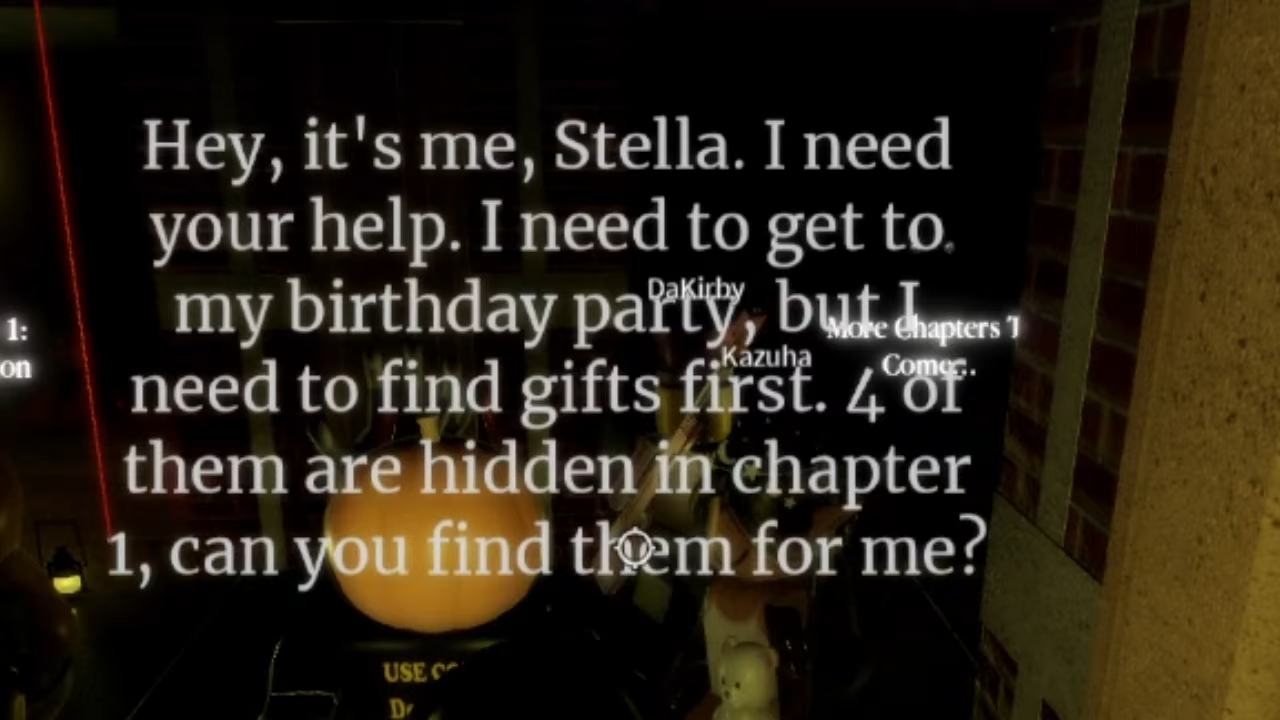 Hey, it's me, Stella. I need
your help. I need to get to
my birthday party, but I
need to find gifts first. 4 of
them are hidden in chapter
1, can you find them for me?
DaKirby
Kazuha
More Chapters T
Come...
1:
on
USE